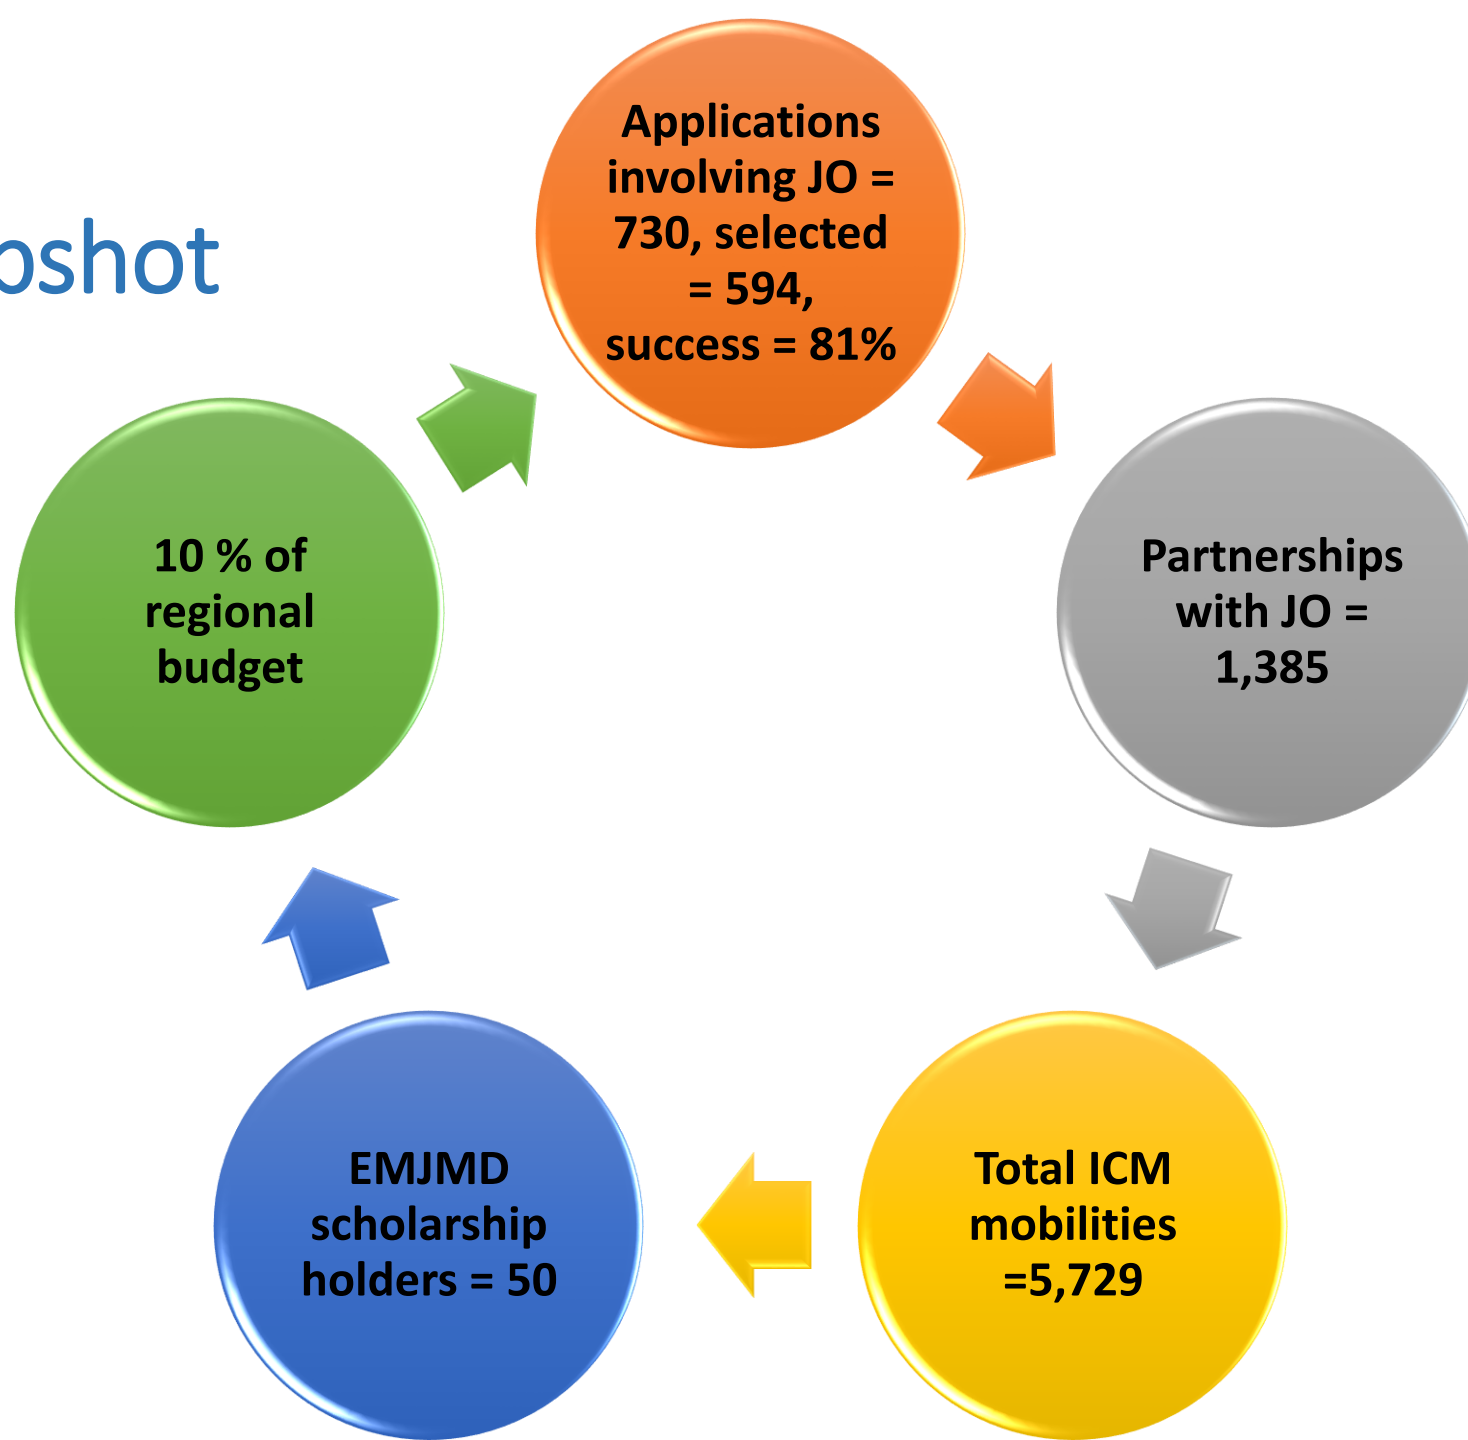 pshot
Applications
involving JO =
730, selected
= 594,
success = 81%
Partnerships
with JO =
1,385
Total ICM
mobilities
=5,729
EMJMD
scholarship
holders = 50
10 % of
regional
budget